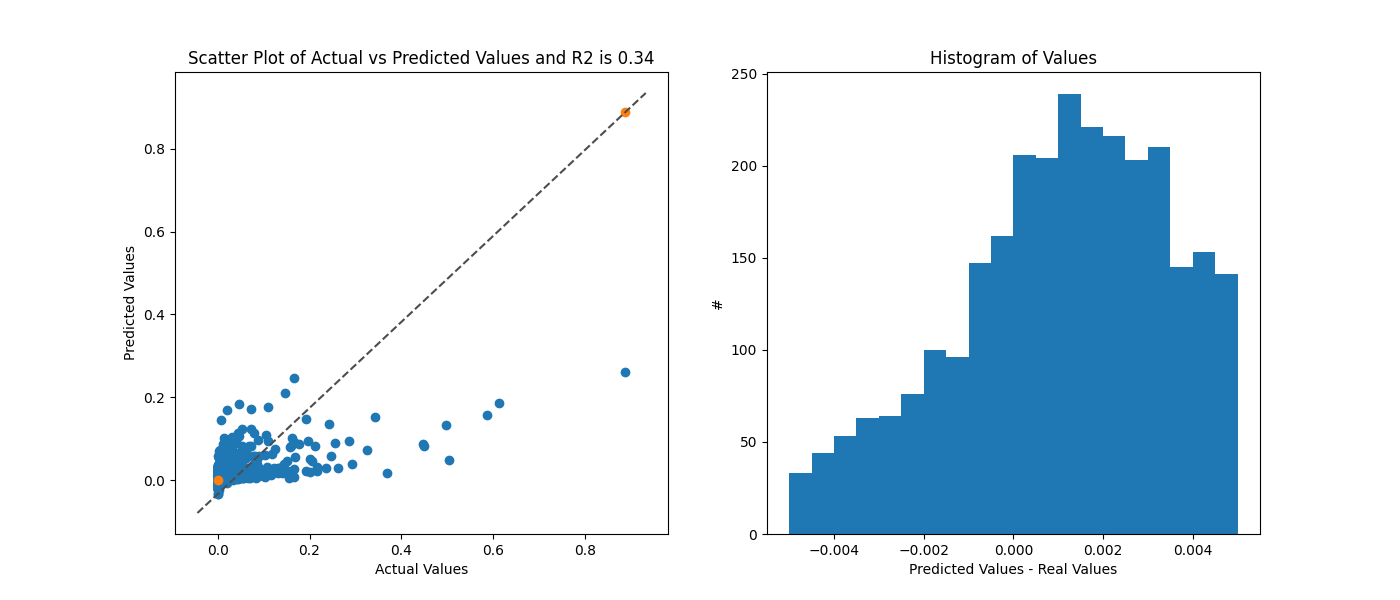 Scatter Plot of Actual vs Predicted Values and R2 is 0.34
Predicted Values
0.8
0.6
0.4
0.2
0.0
0.0 0.2 0.4 0.6 0.8
Actual Values
Histogram of Values
#
250
200
150
100
50
0
−0.004 −0.002 0.000 0.002 0.004
Predicted Values - Real Values